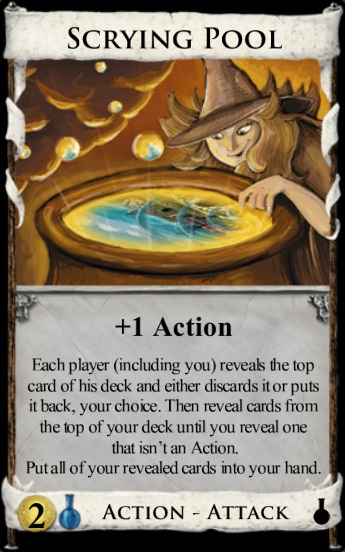 SCRYING POOL
+1 Action
Each player (including you) reveals the top
card of his deck and either discards it or puts
it back, your choice. Then reveal cards from
the top of your deck until you reveal one
that isn't an Action.
Put all of your revealed cards into your hand.
2 ACTION - ATTACK